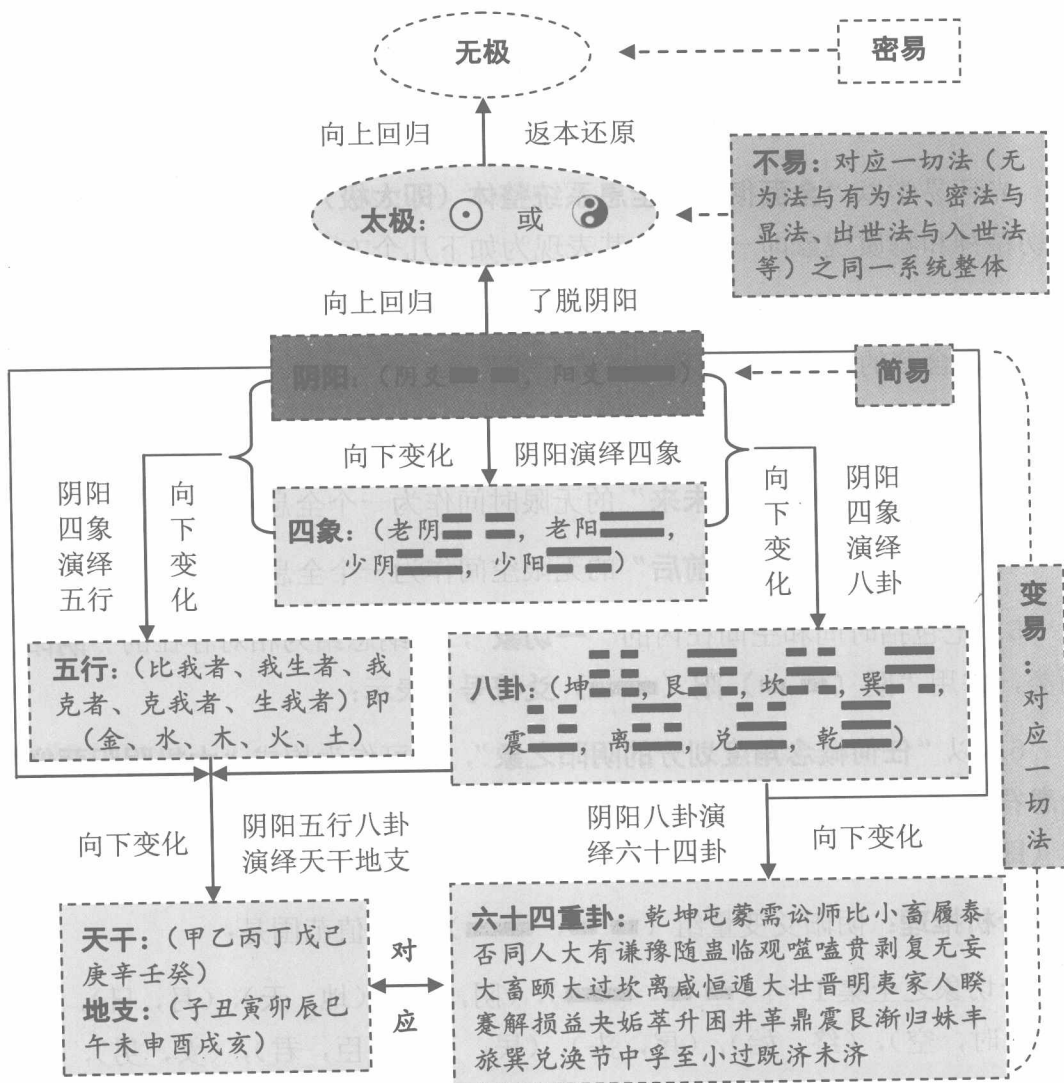 无极
密易
向上回归 返本还原
太极：⊙ 或 ☯
不易：对应一切法（无
为法与有为法、密法与
显法、出世法与入世法
等）之同一系统整体
向上回归 了脱阴阳
阴阳：（阴爻▬ ▬，阳爻▬▬▬）
简易
向下变化 阴阳演绎四象
阴阳
四象
演绎
五行
向
下
变
化
四象：（老阴⚏，老阳⚌，
少阴⚍，少阳⚎）
向
下
变
化
阴阳
四象
演绎
八卦
五行：（比我者、我生者、我
克者、克我者、生我者）即
（金、水、木、火、土）
八卦：（坤☷，艮☶，坎☵，巽☴，
震☳，离☲，兑☱，乾☰）
变
易
：
对
应
一
切
法
向下变化
阴阳五行八卦
演绎天干地支
阴阳八卦演
绎六十四卦
向下变化
天干：（甲乙丙丁戊己
庚辛壬癸）
地支：（子丑寅卯辰巳
午未申酉戌亥）
对
应
六十四重卦：乾坤屯蒙需讼师比小畜履泰
否同人大有谦豫随蛊临观噬嗑贲剥复无妄
大畜颐大过坎离咸恒遁大壮晋明夷家人睽
蹇解损益夬姤萃升困井革鼎震艮渐归妹丰
旅巽兑涣节中孚至小过既济未济